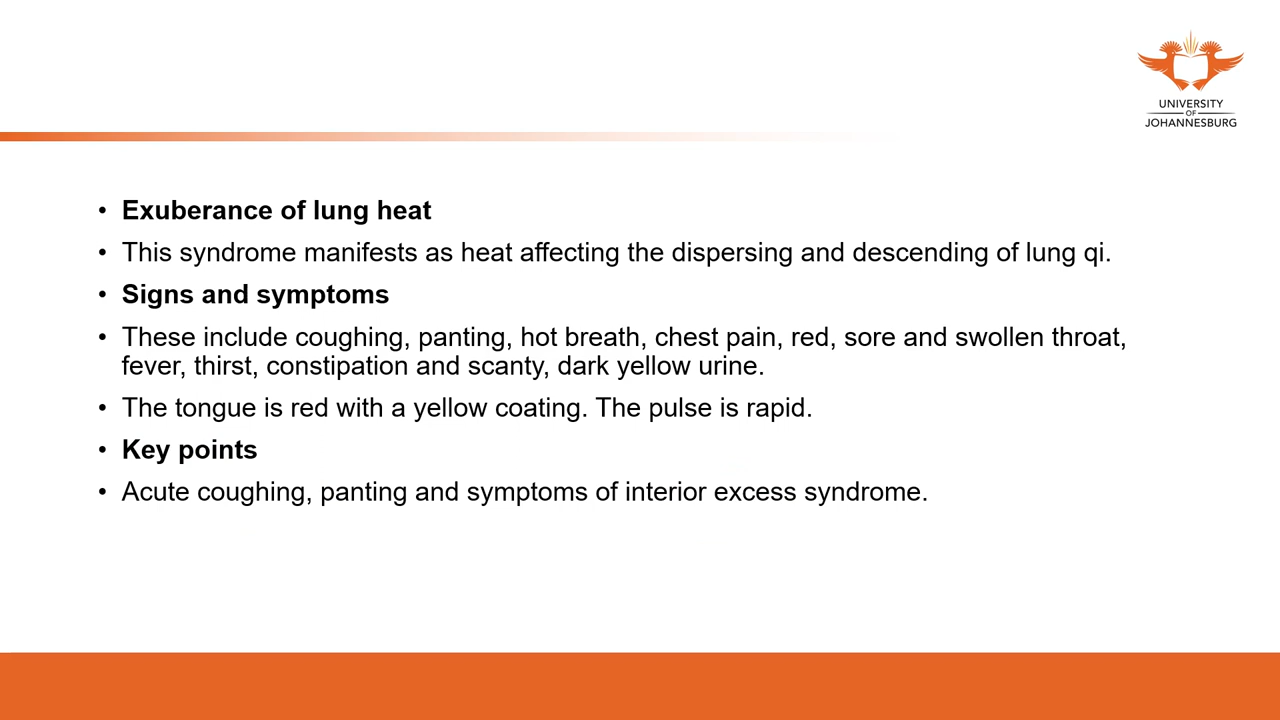 UNIVERSITY
OF
JOHANNESBURG
• Exuberance of lung heat
• This syndrome manifests as heat affecting the dispersing and descending of lung qi.
• Signs and symptoms
• These include coughing, panting, hot breath, chest pain, red, sore and swollen throat,
fever, thirst, constipation and scanty, dark yellow urine.
• The tongue is red with a yellow coating. The pulse is rapid.
• Key points
• Acute coughing, panting and symptoms of interior excess syndrome.